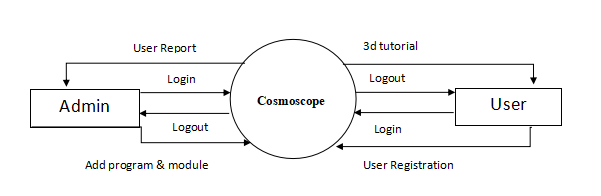 User Report
3d tutorial
Login
Logout
Admin
Cosmoscope
User
Logout
Login
Add program & module
User Registration